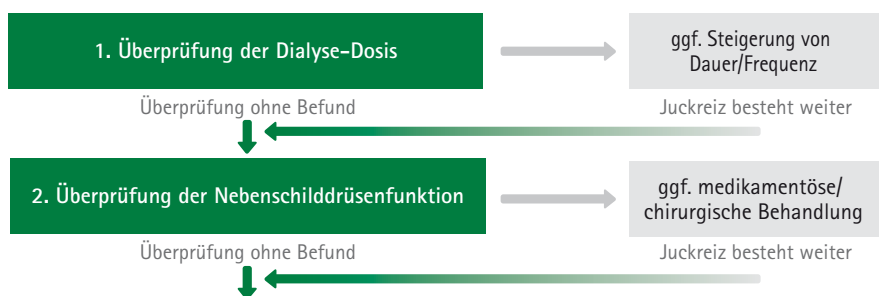 1. Überprüfung der Dialyse-Dosis
ggf. Steigerung von
Dauer/Frequenz
Überprüfung ohne Befund
Juckreiz besteht weiter
2. Überprüfung der Nebenschilddrüsenfunktion
ggf. medikamentöse/
chirurgische Behandlung
Überprüfung ohne Befund
Juckreiz besteht weiter